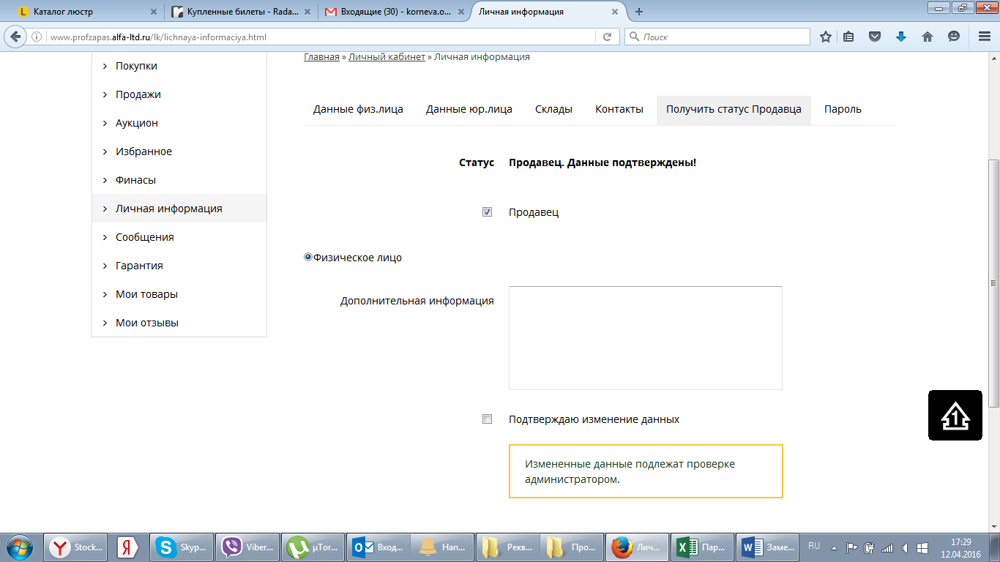 Каталог люстр
Купленные билеты - Rada...
Входящие (30) - korneva.o...
Личная информация
www.profzapas.alfa-ltd.ru/lk/lichnaya-informaciya.html
Поиск
Главная » Личный кабинет » Личная информация
Покупки
Продажи
Аукцион
Избранное
Финасы
Личная информация
Сообщения
Гарантия
Мои товары
Мои отзывы
Данные физ.лица
Данные юр.лица
Склады
Контакты
Получить статус Продавца
Пароль
Статус
Продавец. Данные подтверждены!
Продавец
Физическое лицо
Дополнительная информация
Подтверждаю изменение данных
Измененные данные подлежат проверке
администратором.
1
Stock...
Я
Skyp...
Viber...
µTor...
Вход...
Нап...
Рекв...
Про...
Лич...
Пар...
Заме...
RU
17:29
12.04.2016